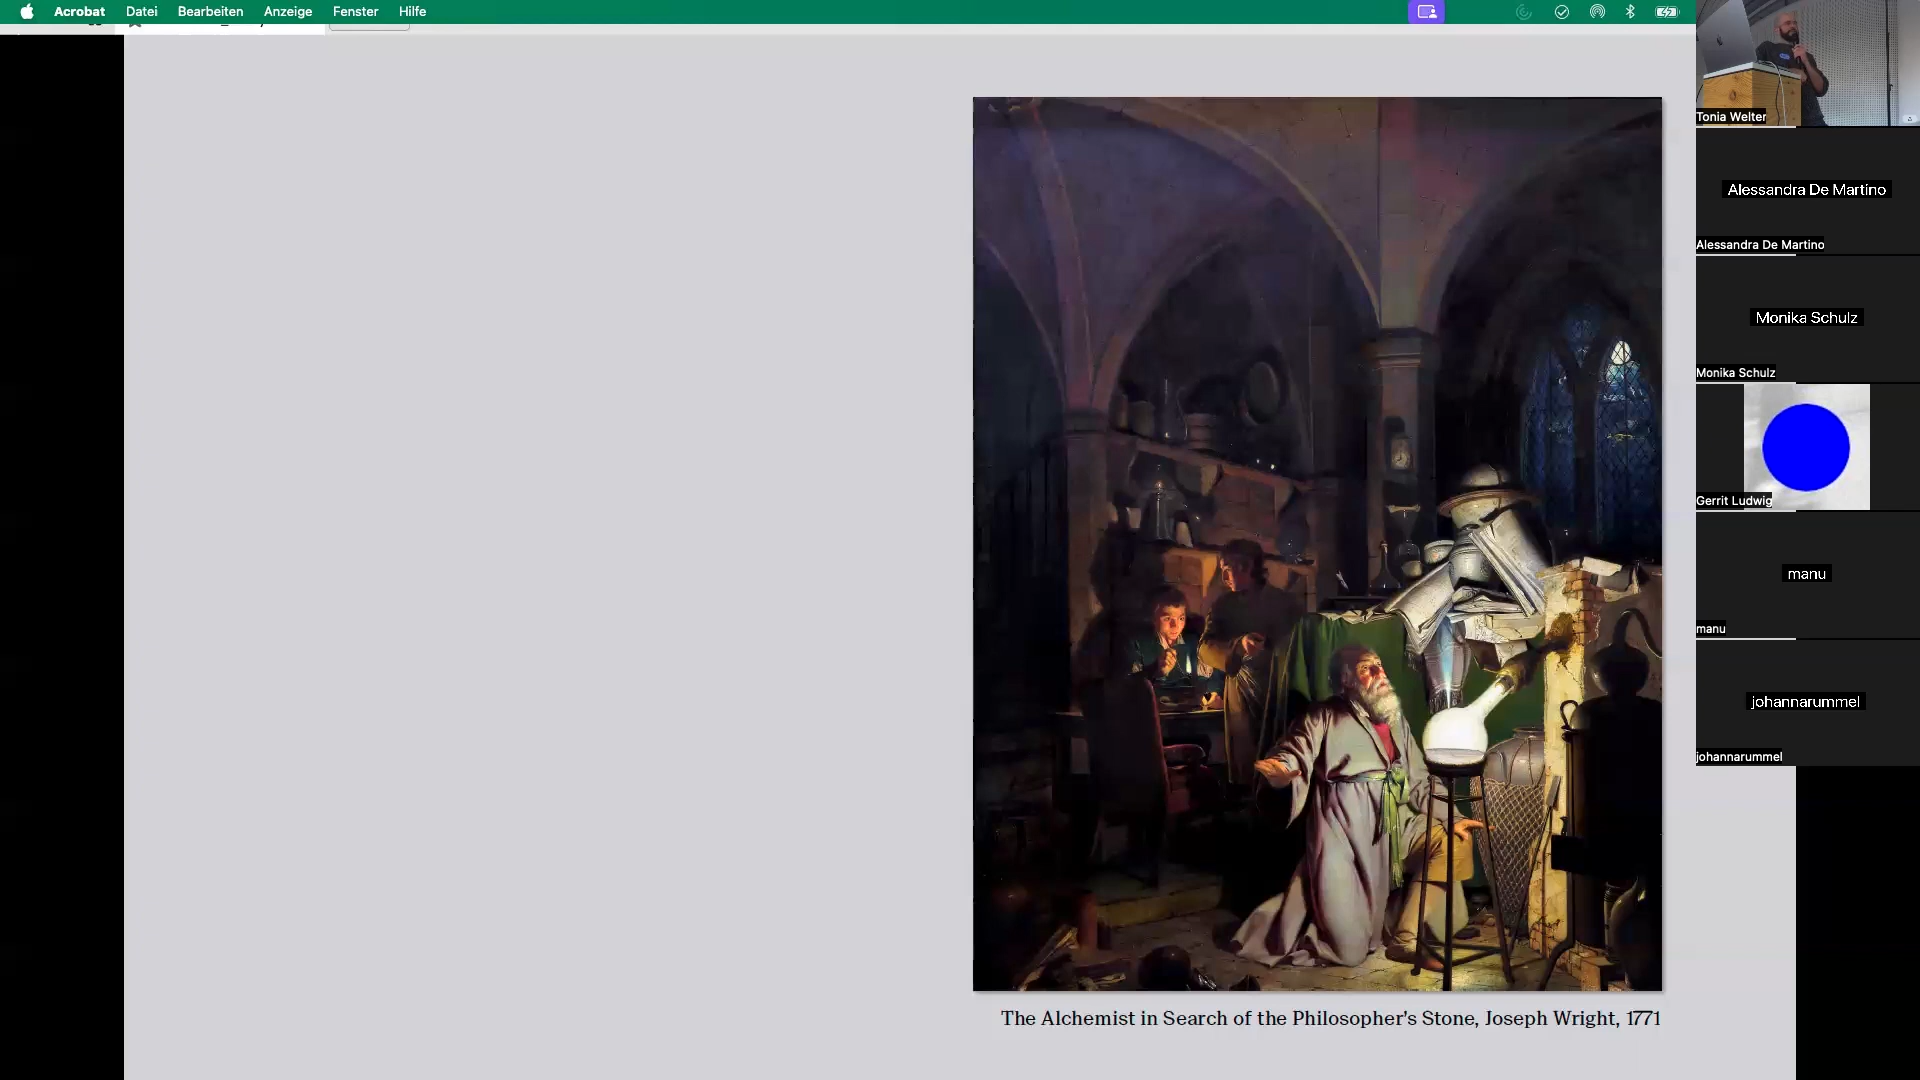 Acrobat Datei Bearbeiten Anzeige Fenster Hilfe
Tonia Welter
Alessandra De Martino
Alessandra De Martino
Monika Schulz
Monika Schulz
Gerrit Ludwig
manu
manu
johannarummel
johannarummel
The Alchemist in Search of the Philosopher's Stone, Joseph Wright, 1771